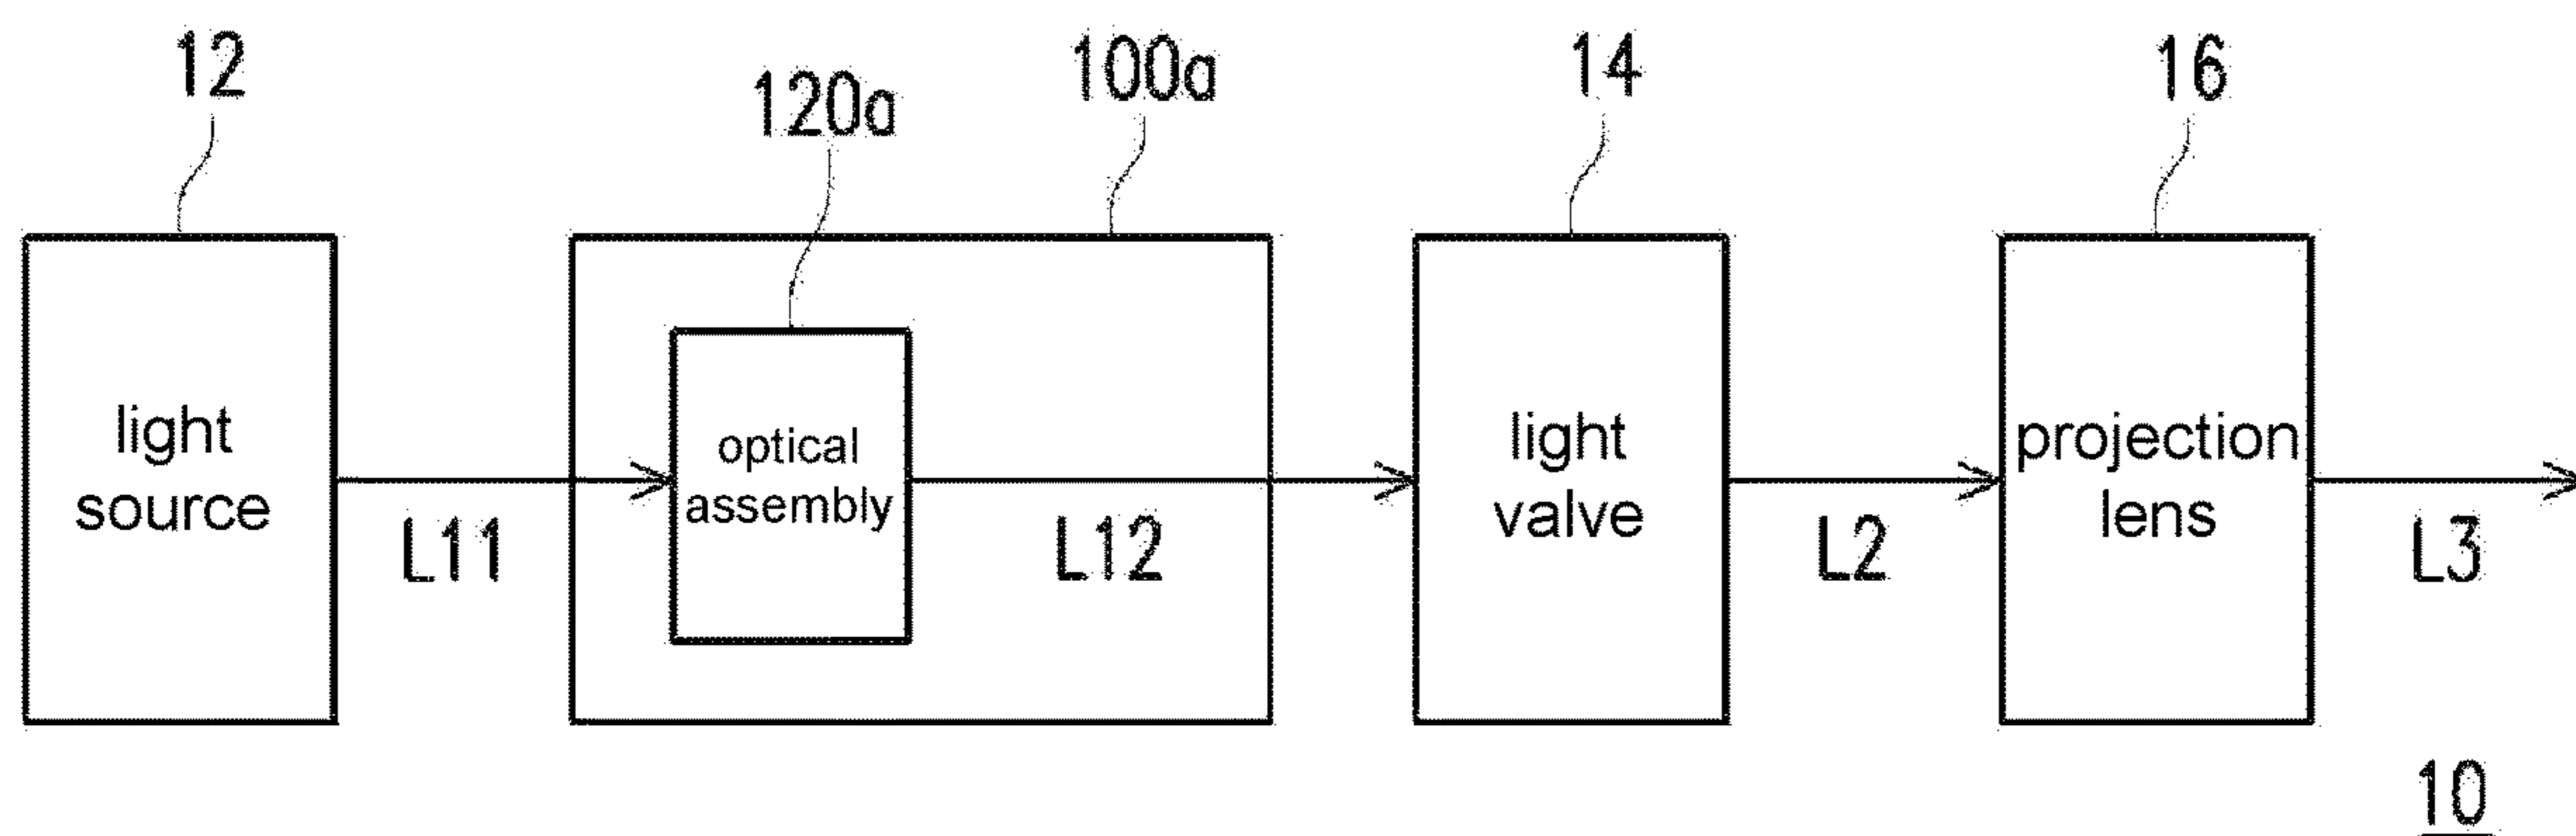 12
120a
100a
14
16
light
source
optical
assembly
light
valve
projection
lens
L11
L12
L2
L3
10